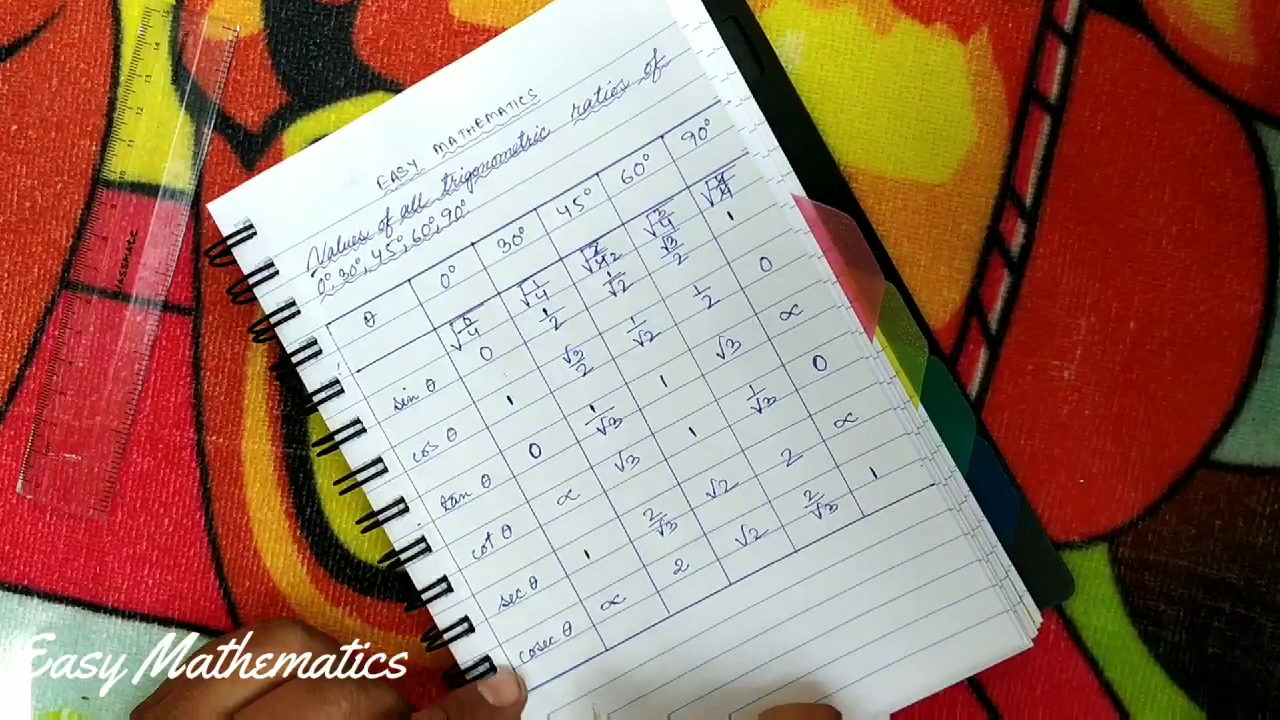 EASY MATHEMATICS
Values of all trigonometric ratios of
0°, 30°, 45°, 60°, 90°
θ 0° 30° 45° 60° 90°
sin θ √0/4 0 √1/4 1/2 √2/4 2 1/√2 √3/4 √3/2 √4/4 1
cos θ 1 √3/2 1/√2 1/2 0
tan θ 0 1/√3 1 √3 ∝
cot θ ∝ √3 1 1/√3 0
sec θ 1 2/√3 √2 2 ∝
cosec θ ∝ 2 √2 2/√3 1
Easy Mathematics
CLASSMATE